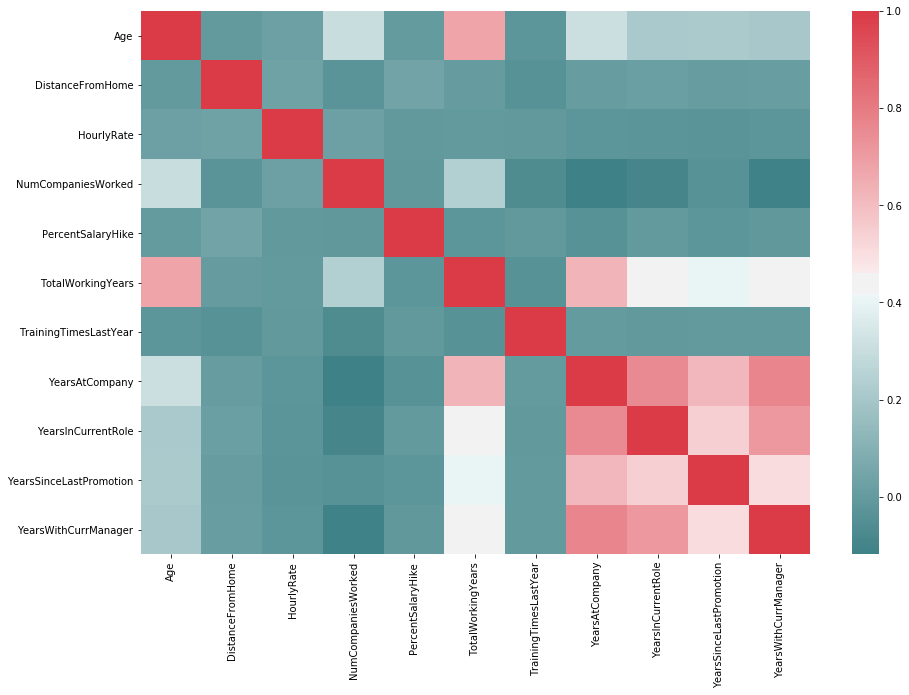 Age
DistanceFromHome
HourlyRate
NumCompaniesWorked
PercentSalaryHike
TotalWorkingYears
TrainingTimesLastYear
YearsAtCompany
YearsInCurrentRole
YearsSinceLastPromotion
YearsWithCurrManager
Age
DistanceFromHome
HourlyRate
NumCompaniesWorked
PercentSalaryHike
TotalWorkingYears
TrainingTimesLastYear
YearsAtCompany
YearsInCurrentRole
YearsSinceLastPromotion
YearsWithCurrManager
1.0
0.8
0.6
0.4
0.2
0.0